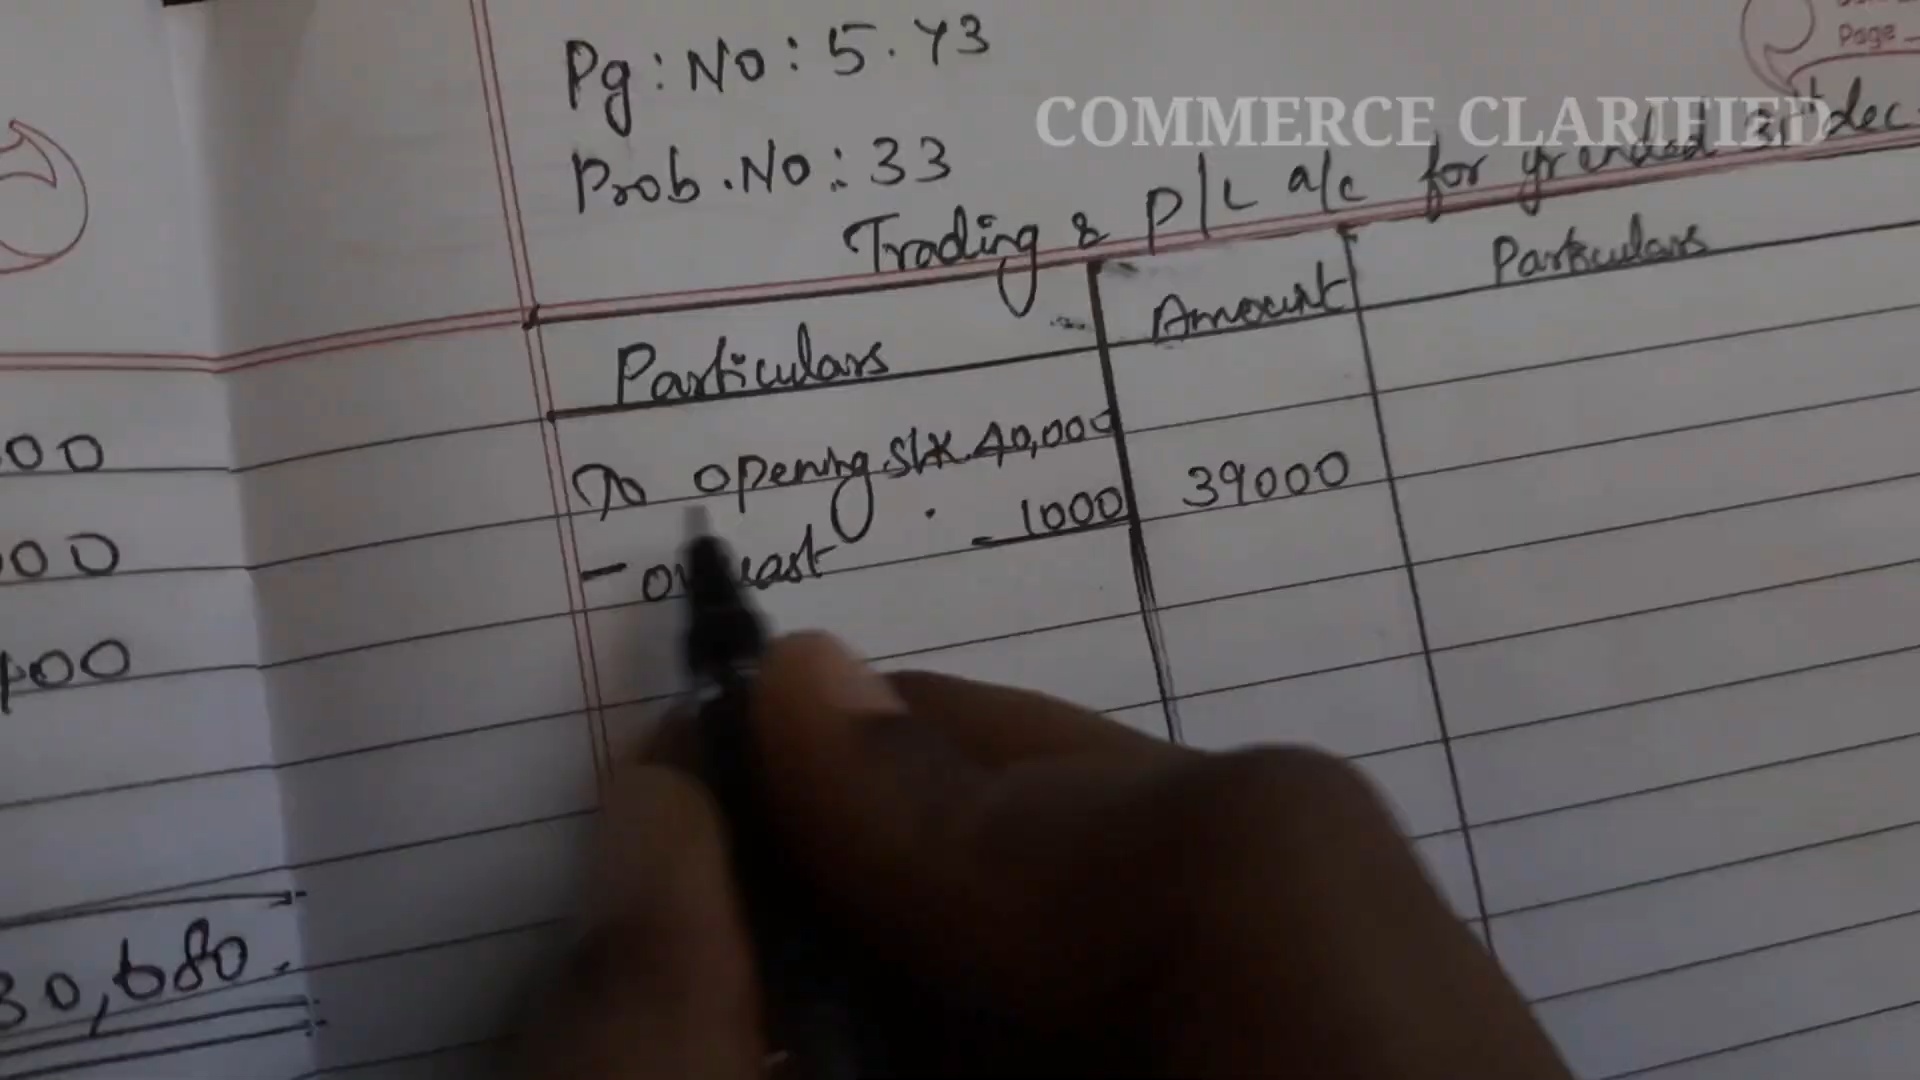 Pg: No: 5.43
Prob.No: 33
COMMERCE CLARIFIED
Page
Trading & P/L a/c for yr ended 31st dec
Particulars Amount Particulars
To opening stk. 40,000
- overcast 1000 39000
00
00
00
30,680